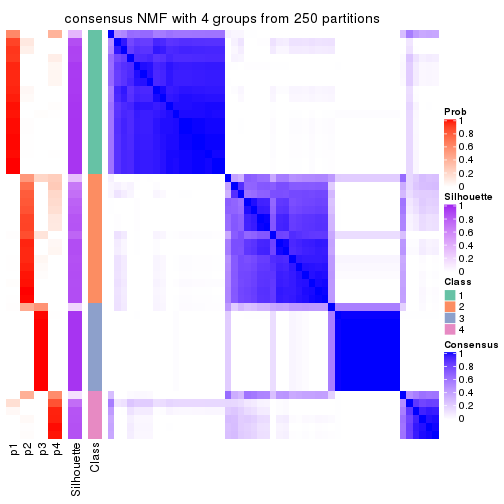 consensus NMF with 4 groups from 250 partitions
Prob
1
0.8
0.6
0.4
0.2
0
Silhouette
1
0.8
0.6
0.4
0.2
0
Class
1
2
3
4
Consensus
1
0.8
0.6
0.4
0.2
0
p1
p2
p3
p4
Silhouette
Class